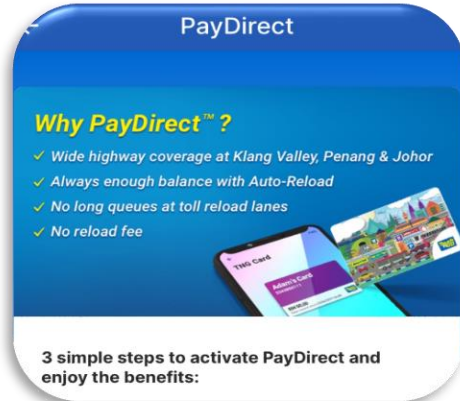 PayDirect
Why PayDirect™?
✓ Wide highway coverage at Klang Valley, Penang & Johor
✓ Always enough balance with Auto-Reload
✓ No long queues at toll reload lanes
✓ No reload fee
TNG Card
Adam's Card
3 simple steps to activate PayDirect and
enjoy the benefits: